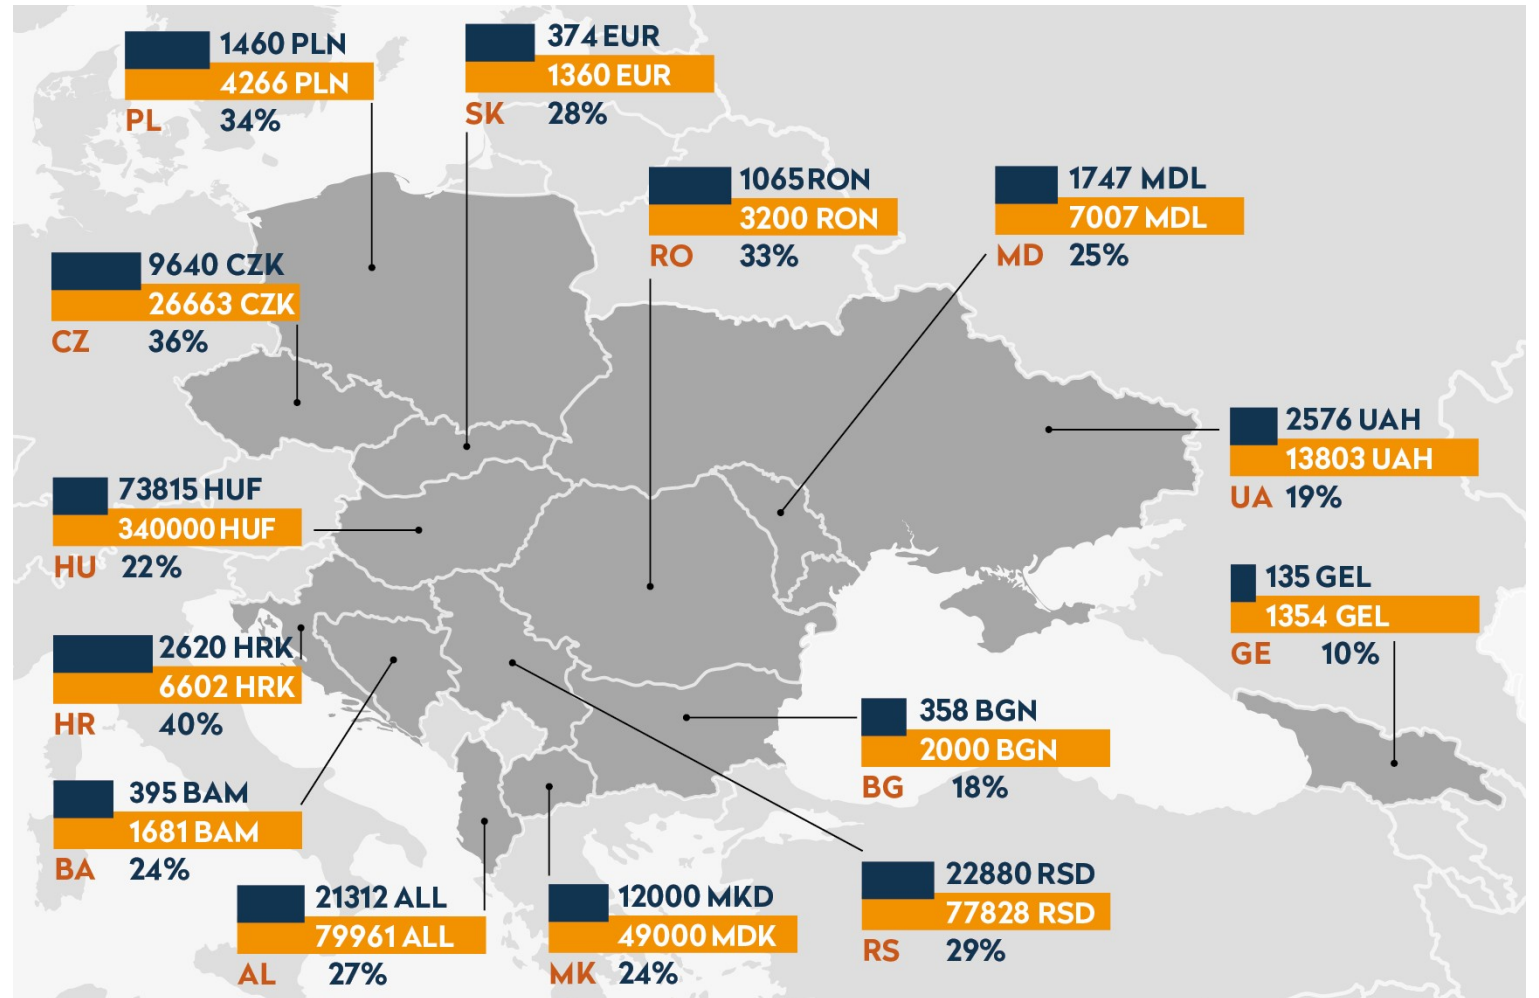 1460 PLN
4266 PLN
PL 34%
374 EUR
1360 EUR
SK 28%
1065 RON
3200 RON
RO 33%
1747 MDL
7007 MDL
MD 25%
9640 CZK
26663 CZK
CZ 36%
2576 UAH
13803 UAH
UA 19%
73815 HUF
340000 HUF
HU 22%
135 GEL
1354 GEL
GE 10%
2620 HRK
6602 HRK
HR 40%
358 BGN
2000 BGN
BG 18%
395 BAM
1681 BAM
BA 24%
21312 ALL
79961 ALL
AL 27%
12000 MKD
49000 MDK
MK 24%
22880 RSD
77828 RSD
RS 29%